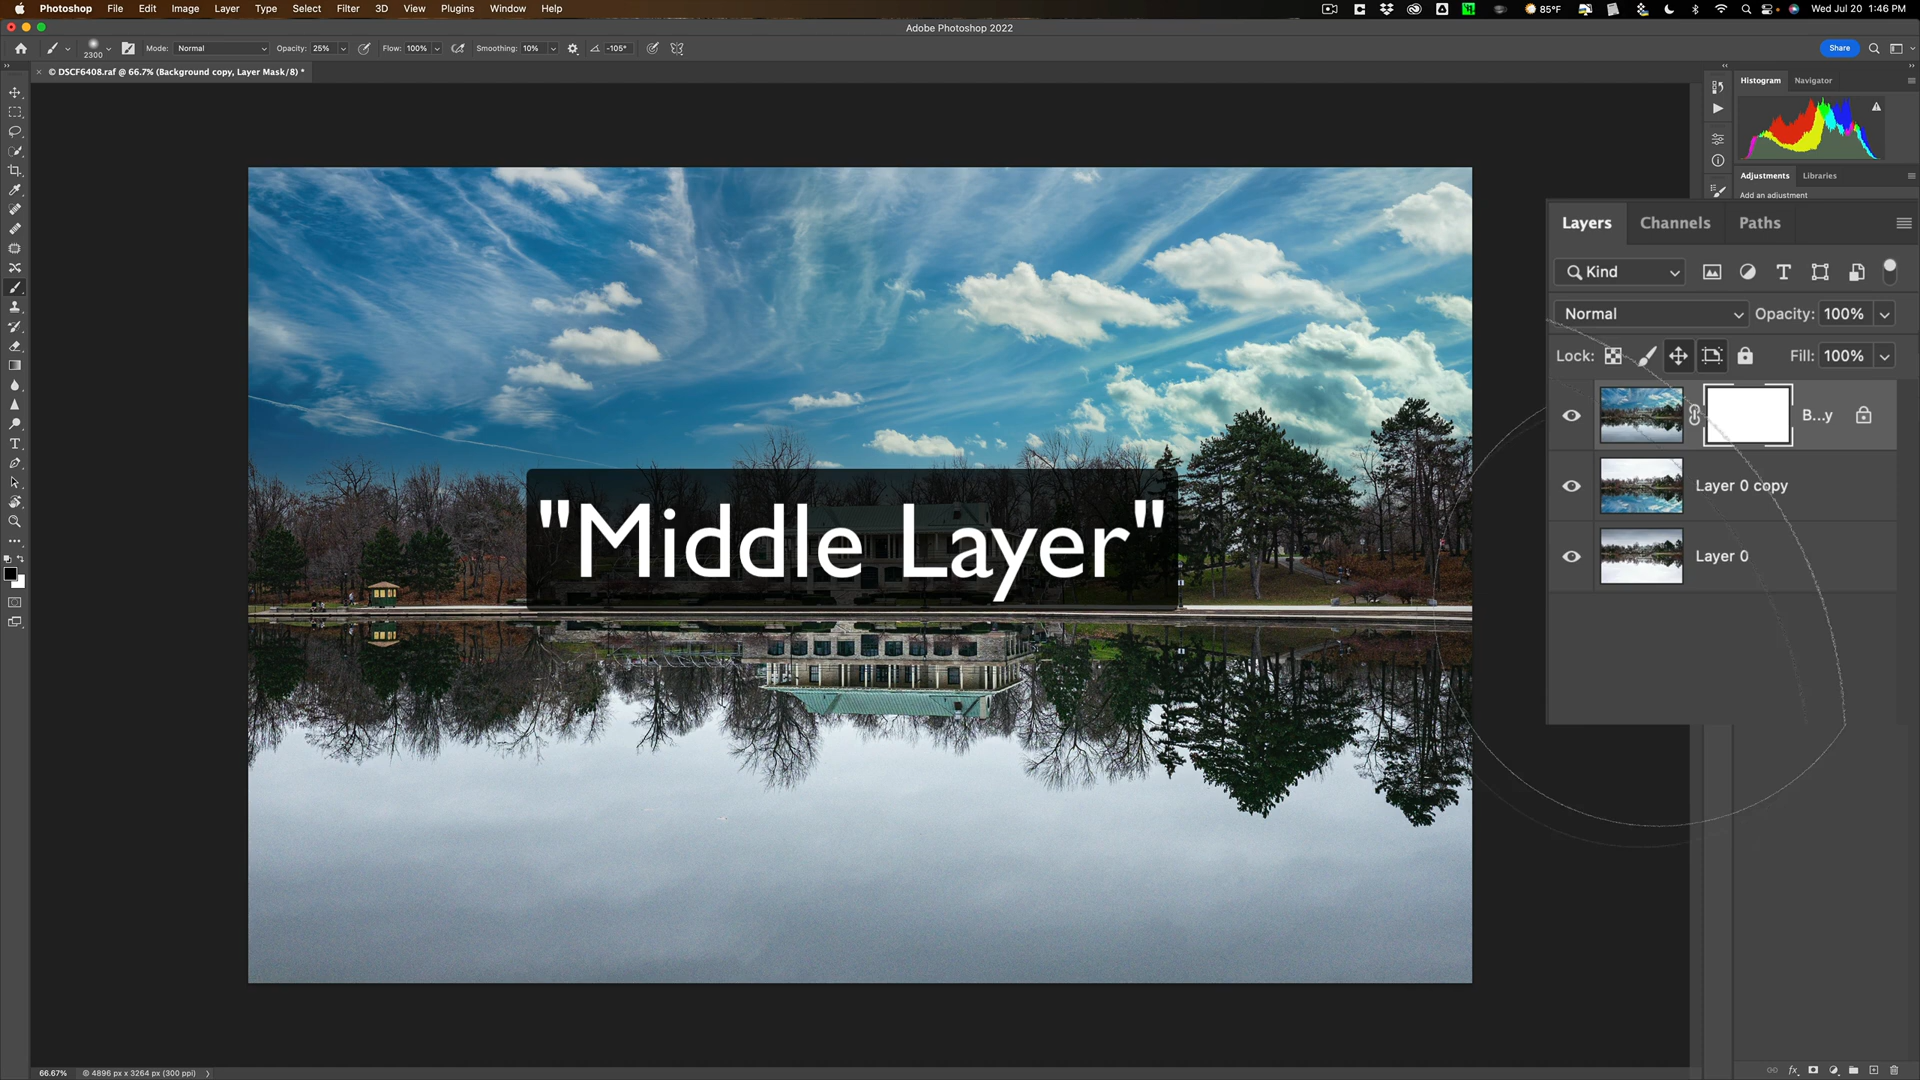 Photoshop File Edit Image Layer Type Select Filter 3D View Plugins Window Help 85°F Wed Jul 20 1:46 PM
Adobe Photoshop 2022
2300 Mode: Normal Opacity: 25% Flow: 100% Smoothing: 10% -105° Share
× © DSCF6408.raf @ 66.7% (Background copy, Layer Mask/8) *
Histogram Navigator
Adjustments Libraries
Add an adjustment
Layers Channels Paths
Kind
Normal Opacity: 100%
Lock: Fill: 100%
B...y
Layer 0 copy
Layer 0
"Middle Layer"
66.67% 4896 px x 3264 px (300 ppi)
fx